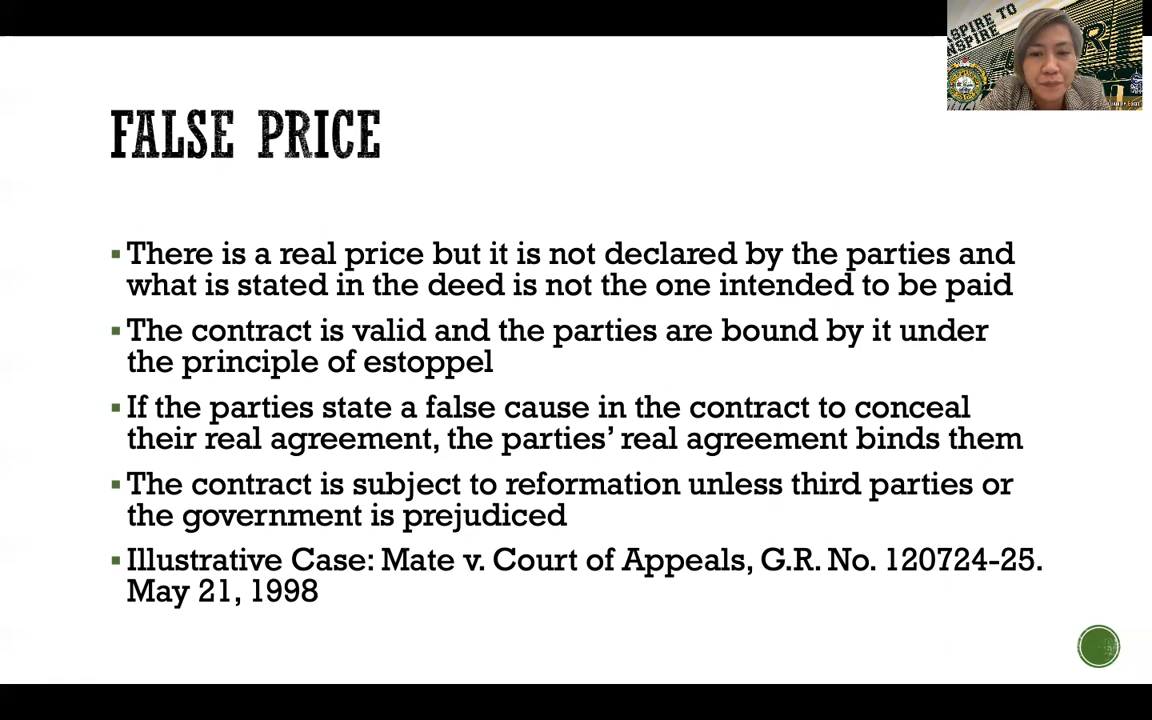 ASPIRE TO
INSPIRE
FALSE PRICE
▪ There is a real price but it is not declared by the parties and
what is stated in the deed is not the one intended to be paid
▪ The contract is valid and the parties are bound by it under
the principle of estoppel
▪ If the parties state a false cause in the contract to conceal
their real agreement, the parties' real agreement binds them
▪ The contract is subject to reformation unless third parties or
the government is prejudiced
▪ Illustrative Case: Mate v. Court of Appeals, G.R. No. 120724-25.
May 21, 1998